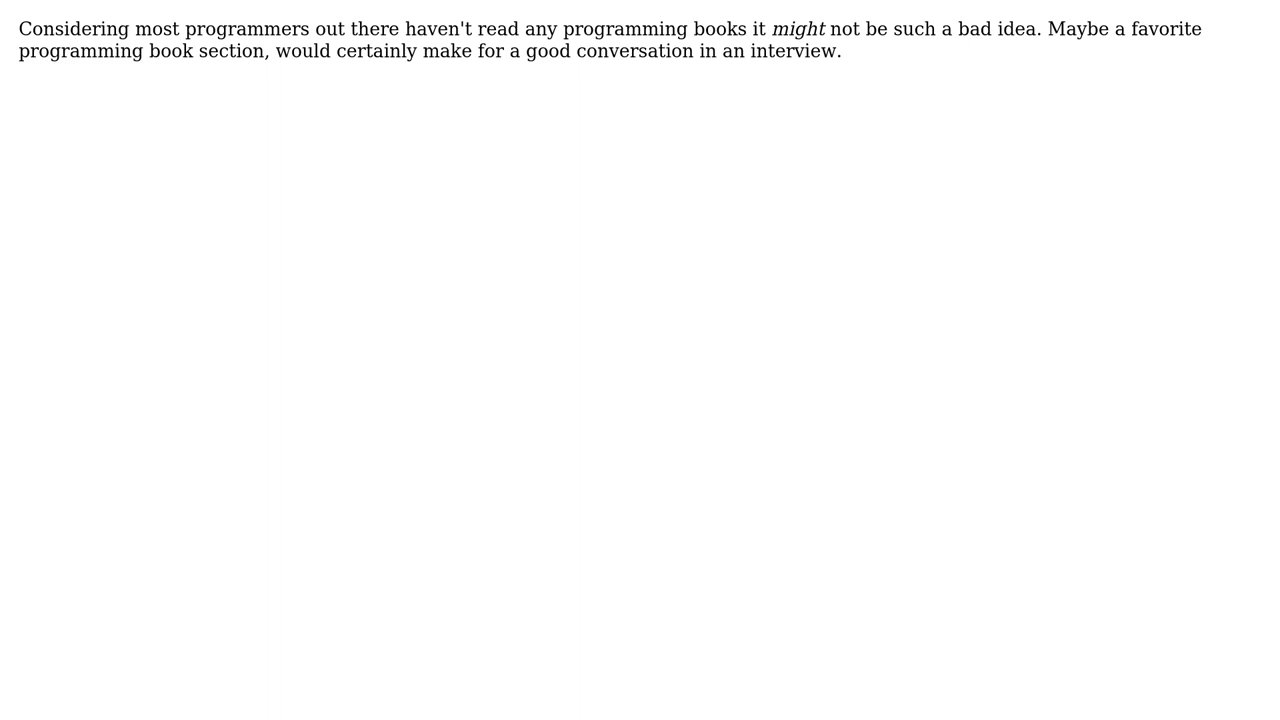 Considering most programmers out there haven't read any programming books it might not be such a bad idea. Maybe a favorite
programming book section, would certainly make for a good conversation in an interview.